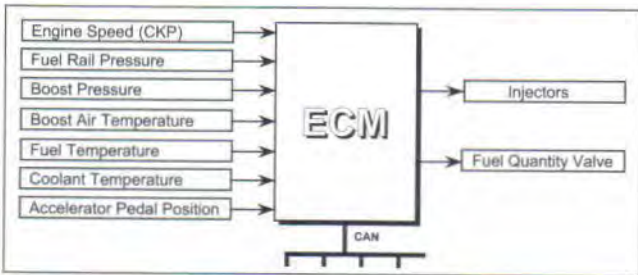 Engine Speed (CKP)
Fuel Rail Pressure
Boost Pressure
Boost Air Temperature
Fuel Temperature
Coolant Temperature
Accelerator Pedal Position
ECM
Injectors
Fuel Quantity Valve
CAN